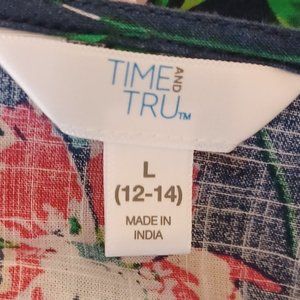 TIME AND
TRU™
L
(12-14)
MADE IN
INDIA